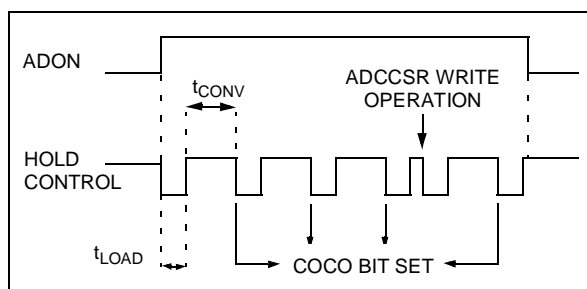 ADON
ADCCSR WRITE
OPERATION
tCONV
HOLD
CONTROL
tLOAD
COCO BIT SET